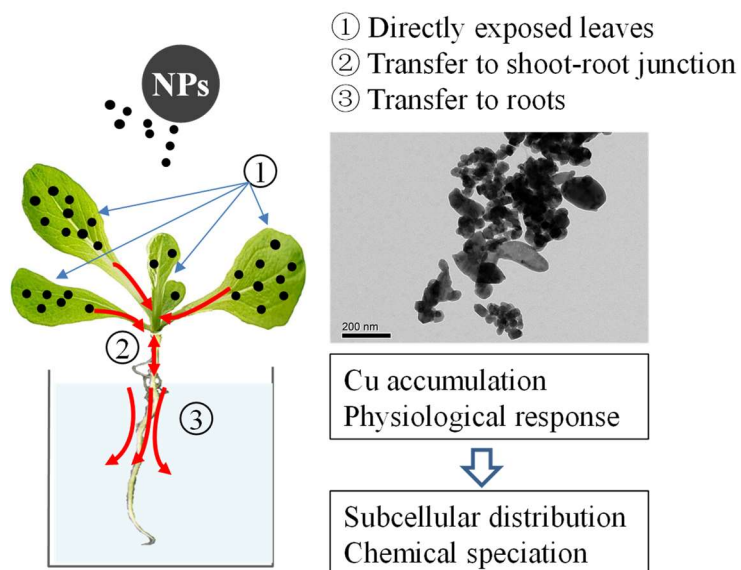 NPs
① Directly exposed leaves
② Transfer to shoot-root junction
③ Transfer to roots
①
②
③
200 nm
Cu accumulation
Physiological response
Subcellular distribution
Chemical speciation